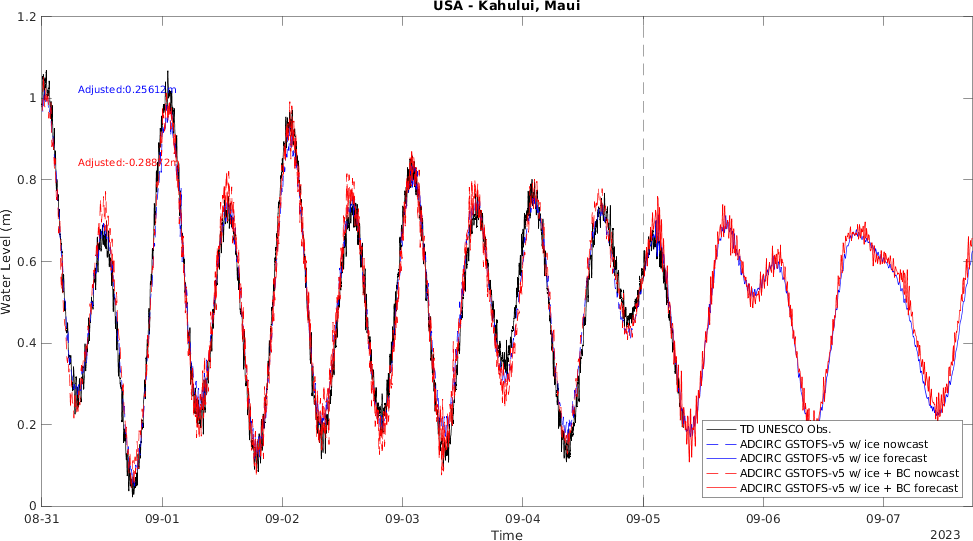 USA - Kahului, Maui
1.2
1
0.8
0.6
0.4
0.2
0
Water Level (m)
Adjusted:0.25612m
m
08-31
09-01
09-02
09-03
09-04
09-05
09-06
09-07
Time
2023
TD UNESCO Obs.
ADCIRC GSTOFS-v5 w/ ice nowcast
ADCIRC GSTOFS-v5 w/ ice forecast
ADCIRC GSTOFS-v5 w/ ice + BC nowcast
ADCIRC GSTOFS-v5 w/ ice + BC forecast